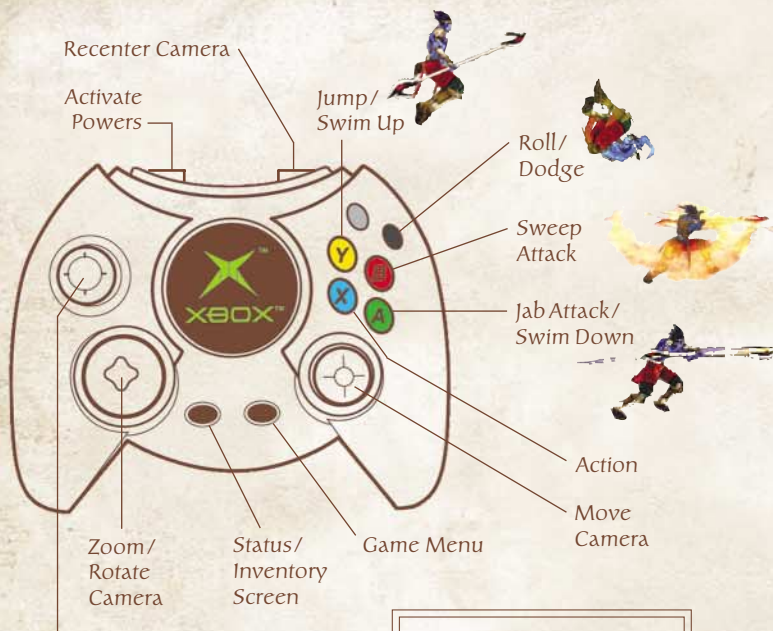 Recenter Camera
Activate
Powers
Jump/
Swim Up
Roll/
Dodge
Sweep
Attack
Jab Attack/
Swim Down
Y
B
X
A
XBOX™
Action
Move
Camera
Zoom/
Rotate
Camera
Status/
Inventory
Screen
Game Menu